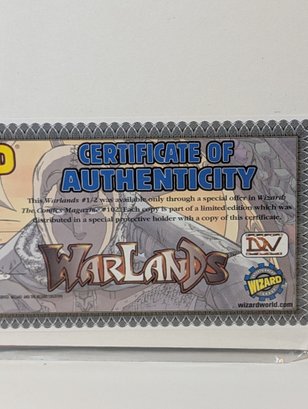 CERTIFICATE OF
AUTHENTICITY
This Warlands #1/2 was available only through a special offer in Wizard:
The Comics Magazine #102. Each copy is part of a limited edition which was
distributed in a special protective holder with a copy of this certificate.
WARLANDS
WIZARD
wizardworld.com